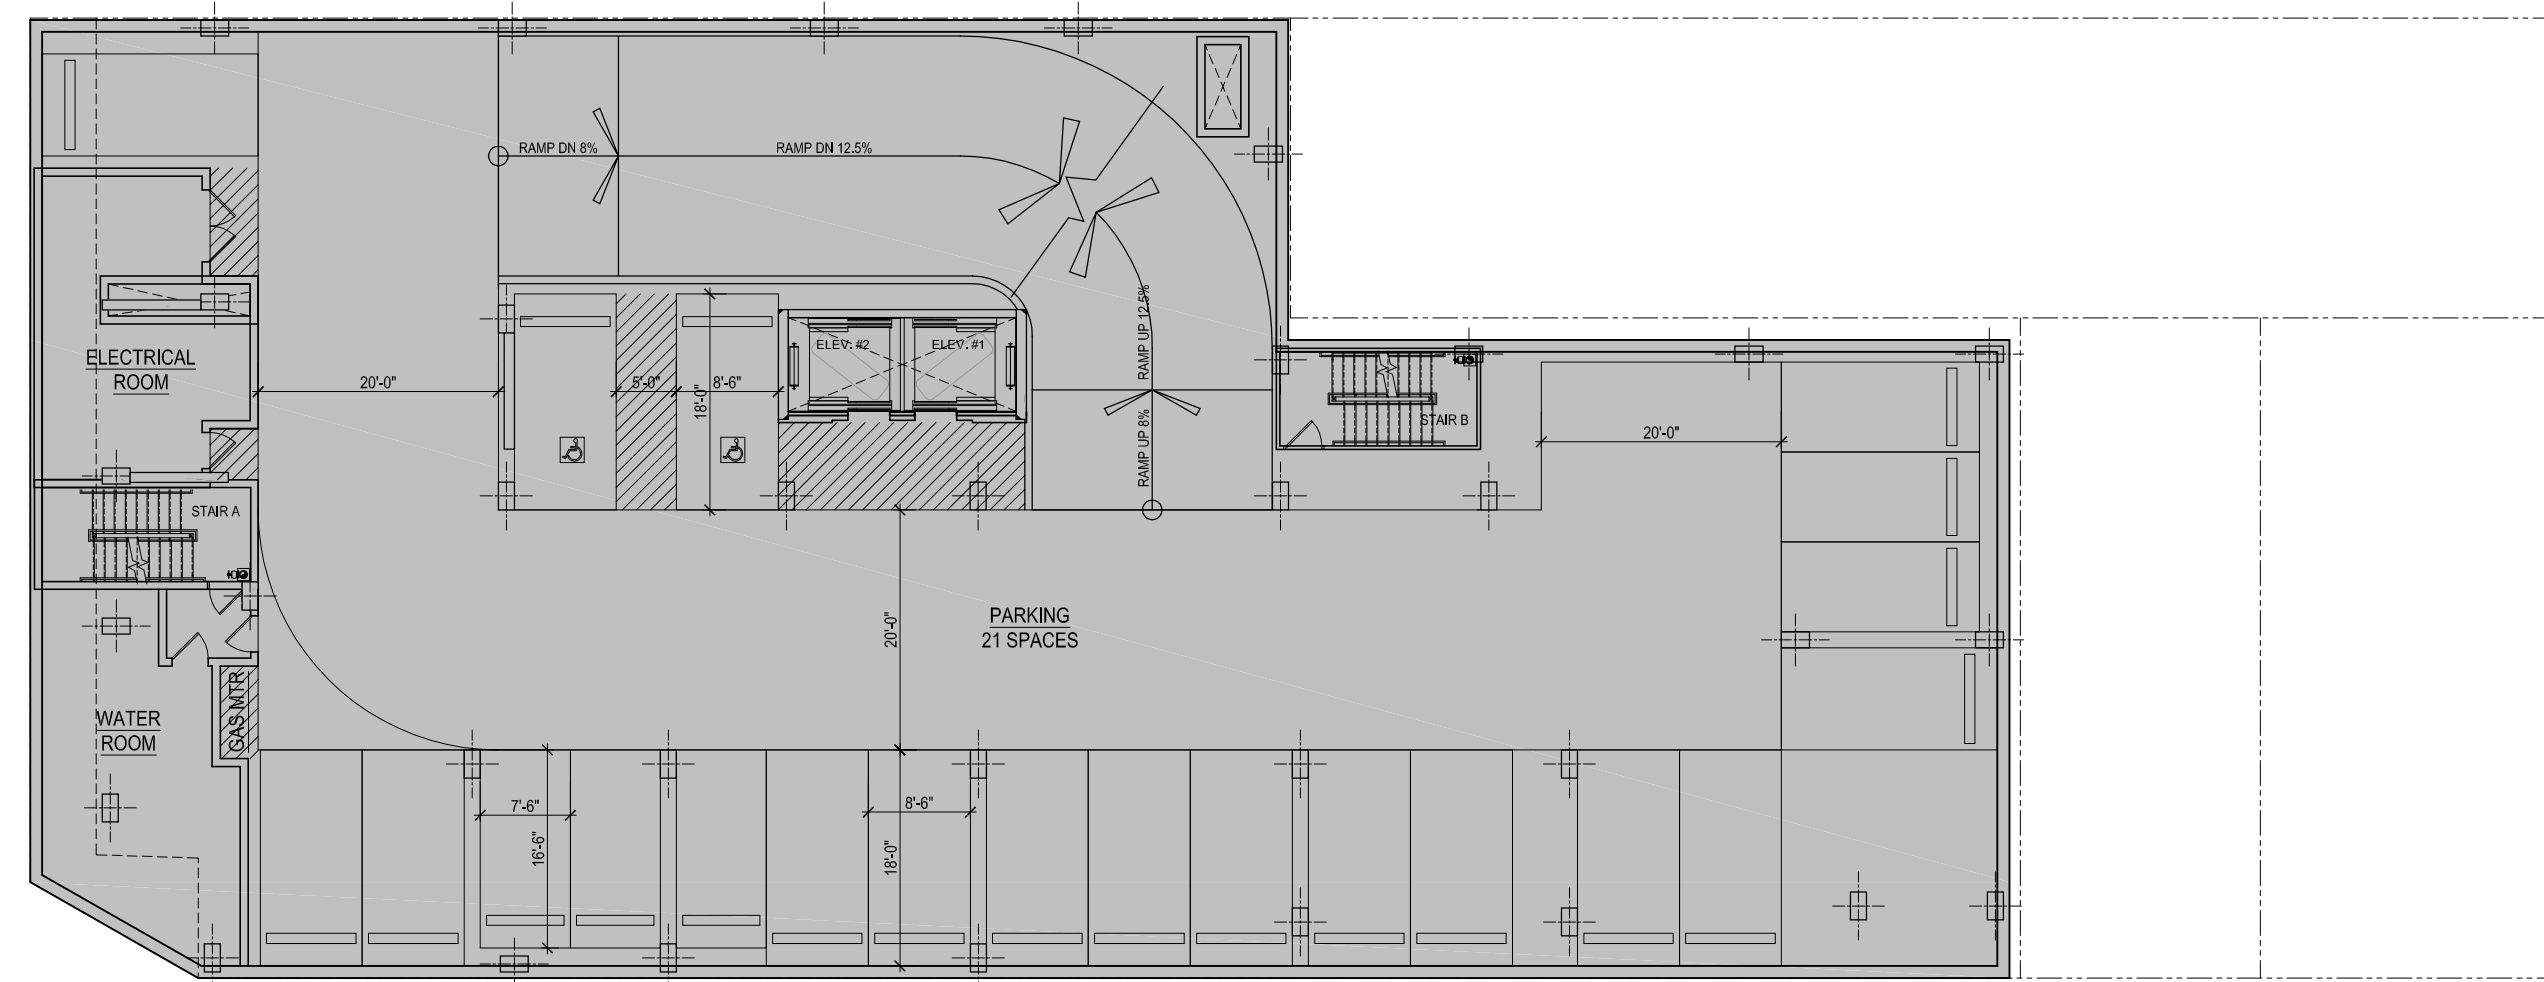 RAMP DN 8%
RAMP DN 12.5%
RAMP UP 12.5%
ELEV. #2
ELEV. #1
ELECTRICAL
ROOM
20'-0"
5'-0"
8'-6"
18'-0"
RAMP UP 8%
STAIR B
20'-0"
STAIR A
PARKING
21 SPACES
20'-0"
GAS MTR
WATER
ROOM
7'-6"
16'-6"
8'-6"
18'-0"